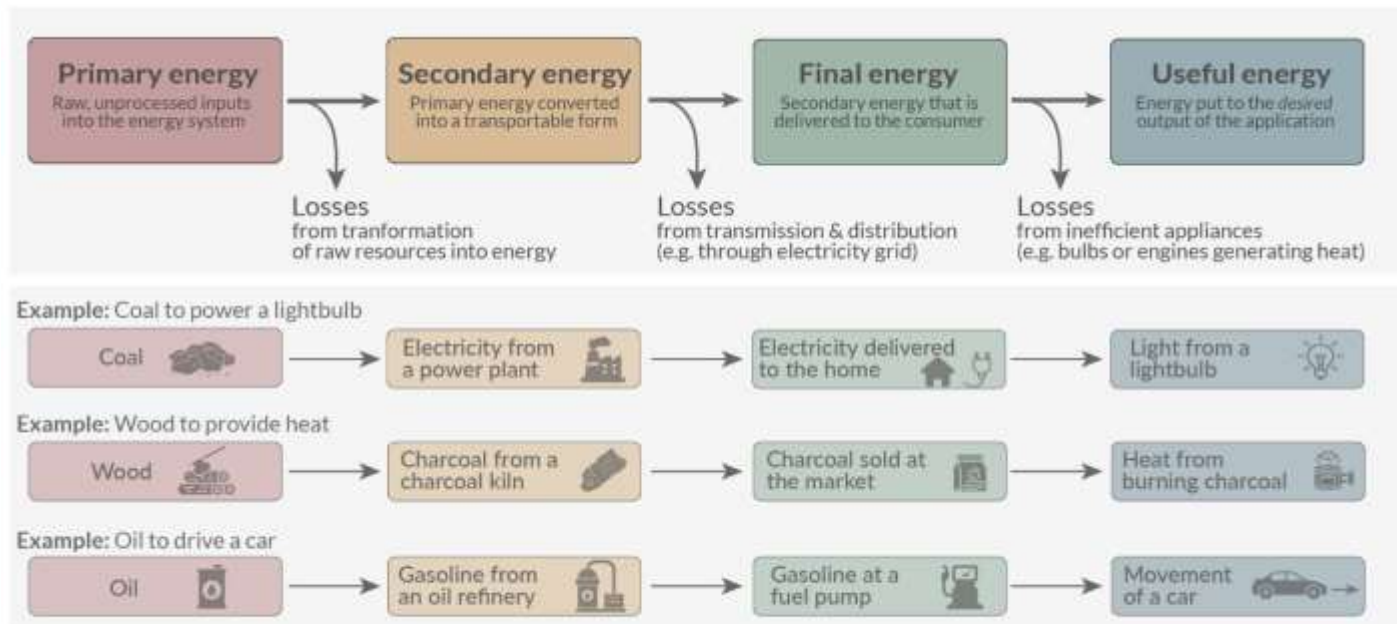 Primary energy
Raw, unprocessed inputs
into the energy system
Secondary energy
Primary energy converted
into a transportable form
Final energy
Secondary energy that is
delivered to the consumer
Useful energy
Energy put to the desired
output of the application
Losses
from tranformation
of raw resources into energy
Losses
from transmission & distribution
(e.g. through electricity grid)
Losses
from inefficient appliances
(e.g. bulbs or engines generating heat)
Example: Coal to power a lightbulb
Coal
Electricity from
a power plant
Electricity delivered
to the home
Light from a
lightbulb
Example: Wood to provide heat
Wood
Charcoal from a
charcoal kiln
Charcoal sold at
the market
Heat from
burning charcoal
Example: Oil to drive a car
Oil
Gasoline from
an oil refinery
Gasoline at a
fuel pump
Movement
of a car